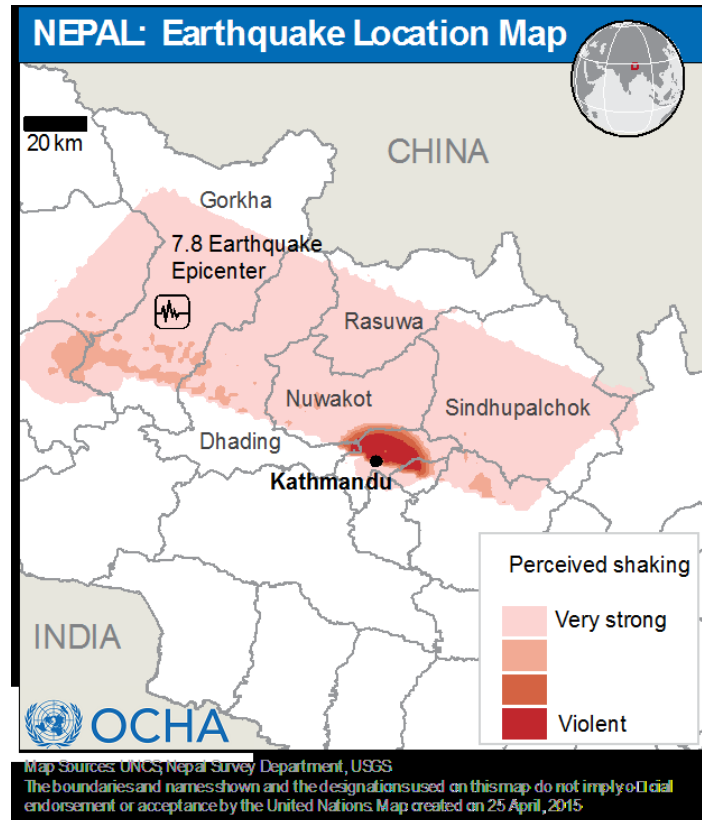 NEPAL: Earthquake Location Map
20 km
CHINA
Gorkha
7.8 Earthquake
Epicenter
Rasuwa
Nuwakot
Sindhupalchok
Dhading
Kathmandu
Perceived shaking
Very strong
Violent
INDIA
OCHA
Map Sources: UNCS, Nepal Survey Department, USGS
The boundaries and names shown and the designations used on this map do not imply o-□cial
endorsement or acceptance by the United Nations. Map created on 25 April, 2015